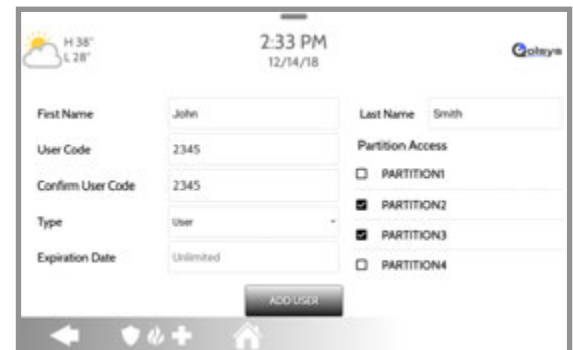 H 38°
L 28°
2:33 PM
12/14/18
Qolsys
First Name
John
Last Name
Smith
User Code
2345
Partition Access
Confirm User Code
2345
PARTITION1
PARTITION2
Type
User
PARTITION3
Expiration Date
Unlimited
PARTITION4
ADD USER